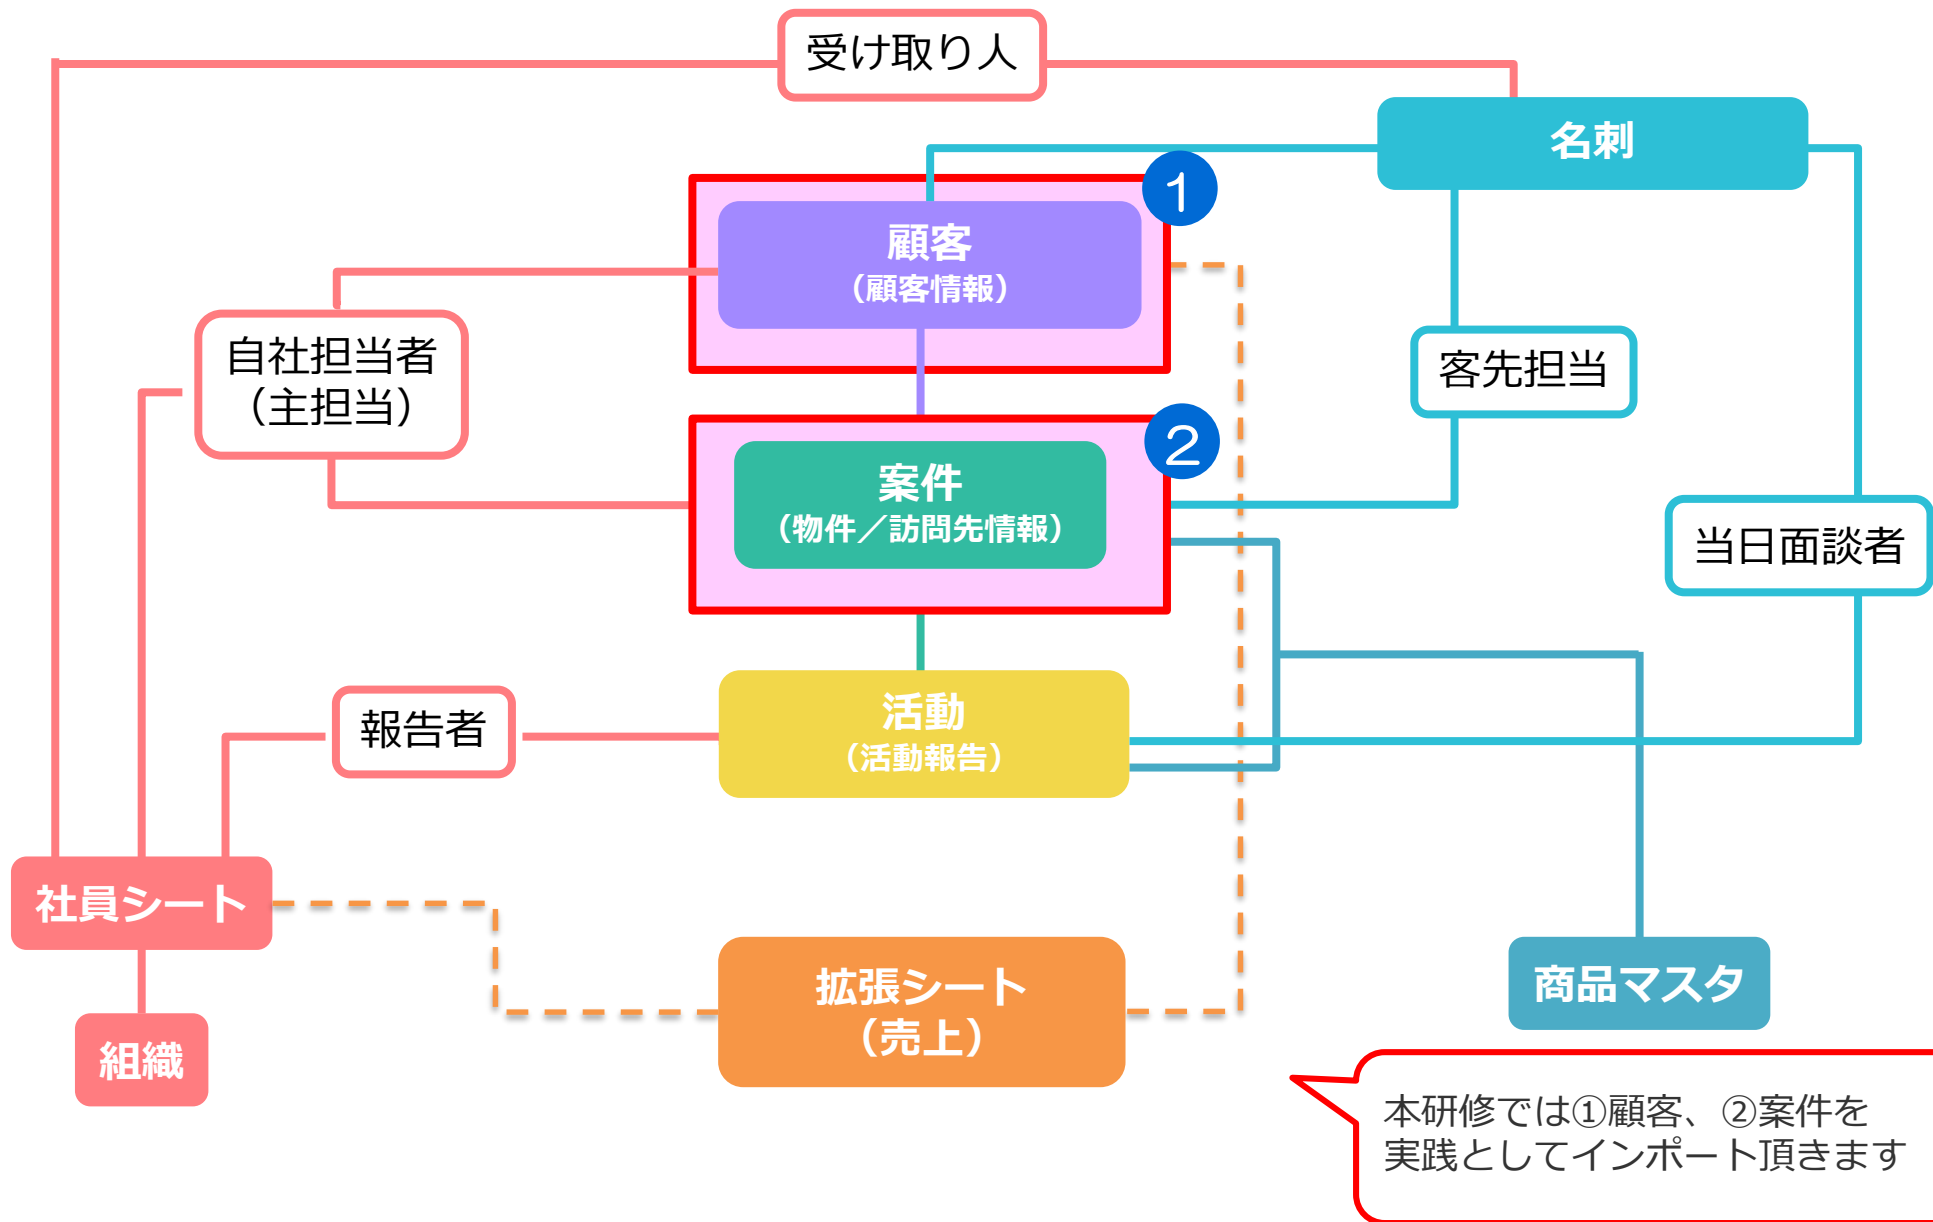 受け取り人
名刺
1
顧客
（顧客情報）
自社担当者
（主担当）
客先担当
2
案件
（物件／訪問先情報）
当日面談者
活動
（活動報告）
報告者
社員シート
拡張シート
（売上）
商品マスタ
組織
本研修では①顧客、②案件を
実践としてインポート頂きます